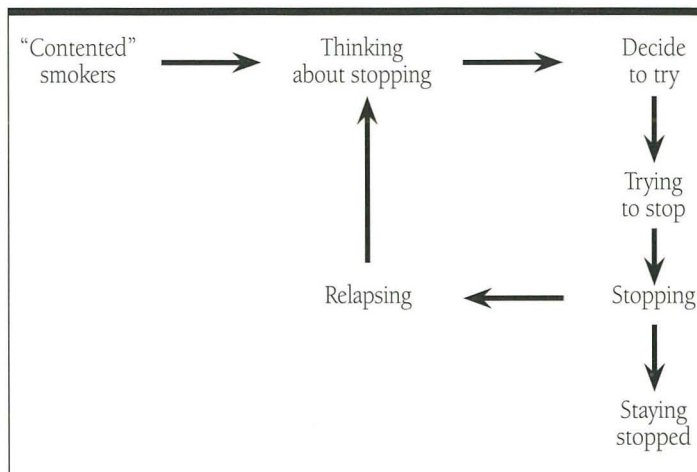 “Contented”
smokers
Thinking
about stopping
Decide
to try
Trying
to stop
Relapsing
Stopping
Staying
stopped